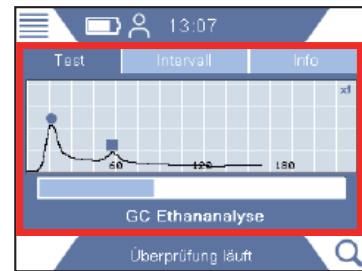 13:07
Test Intervall Info
x1
60 120 180
GC Ethananalyse
Überprüfung läuft